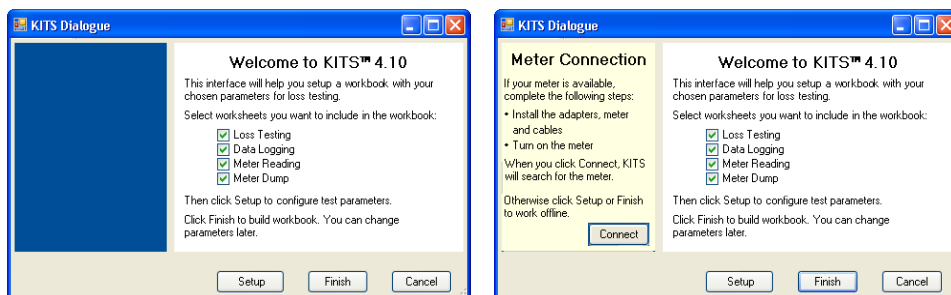 KITS Dialogue
Welcome to KITS™ 4.10
This interface will help you setup a workbook with your
chosen parameters for loss testing.
Select worksheets you want to include in the workbook:
Loss Testing
Data Logging
Meter Reading
Meter Dump
Then click Setup to configure test parameters.
Click Finish to build workbook. You can change
parameters later.
Setup
Finish
Cancel
KITS Dialogue
Meter Connection
If your meter is available,
complete the following steps:
• Install the adapters, meter
and cables
• Turn on the meter
When you click Connect, KITS
will search for the meter.
Otherwise click Setup or Finish
to work offline.
Connect
Welcome to KITS™ 4.10
This interface will help you setup a workbook with your
chosen parameters for loss testing.
Select worksheets you want to include in the workbook:
Loss Testing
Data Logging
Meter Reading
Meter Dump
Then click Setup to configure test parameters.
Click Finish to build workbook. You can change
parameters later.
Setup
Finish
Cancel